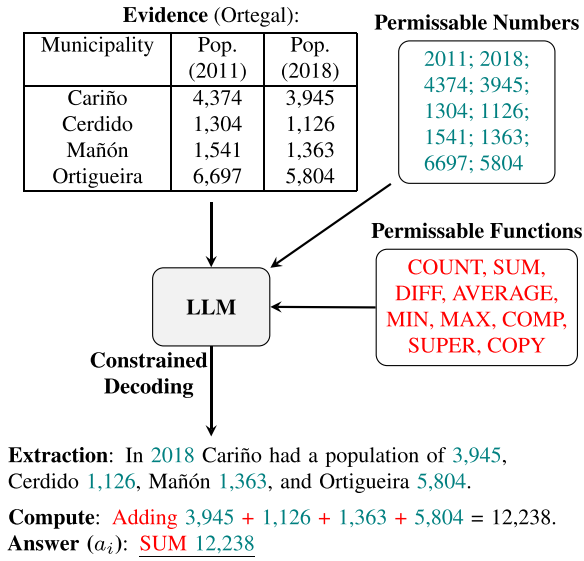 Evidence (Ortegal):
Municipality Pop. Pop.
(2011) (2018)
Cariño 4,374 3,945
Cerdido 1,304 1,126
Mañón 1,541 1,363
Ortigueira 6,697 5,804
Permissable Numbers
2011; 2018;
4374; 3945;
1304; 1126;
1541; 1363;
6697; 5804
Permissable Functions
COUNT, SUM,
DIFF, AVERAGE,
MIN, MAX, COMP,
SUPER, COPY
LLM
Constrained
Decoding
Extraction: In 2018 Cariño had a population of 3,945,
Cerdido 1,126, Mañón 1,363, and Ortigueira 5,804.
Compute: Adding 3,945 + 1,126 + 1,363 + 5,804 = 12,238.
Answer (aᵢ): SUM 12,238